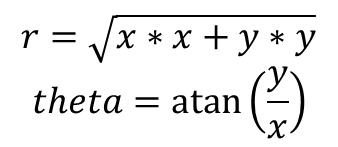 r = √(x * x + y * y)
theta = atan(y/x)